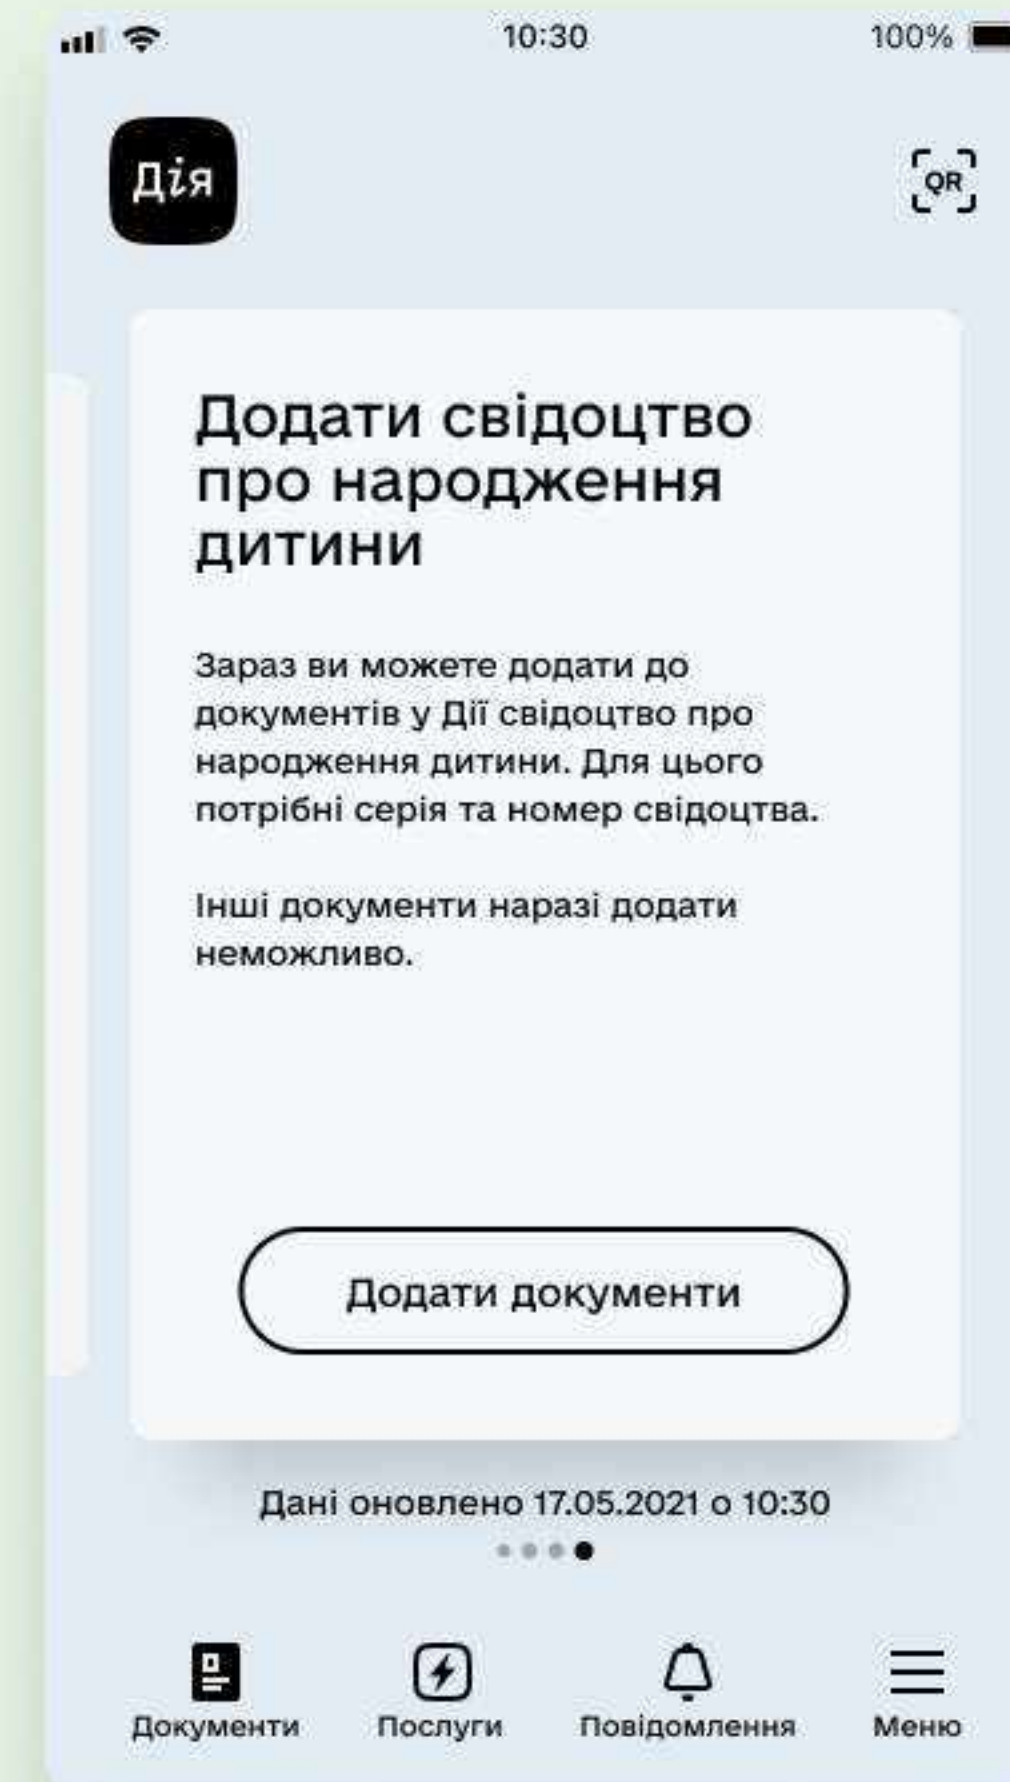 10:30
100%
Дія
QR
Додати свідоцтво
про народження
дитини
Зараз ви можете додати до
документів у Дії свідоцтво про
народження дитини. Для цього
потрібні серія та номер свідоцтва.
Інші документи наразі додати
неможливо.
Додати документи
Дані оновлено 17.05.2021 о 10:30
Документи
Послуги
Повідомлення
Меню